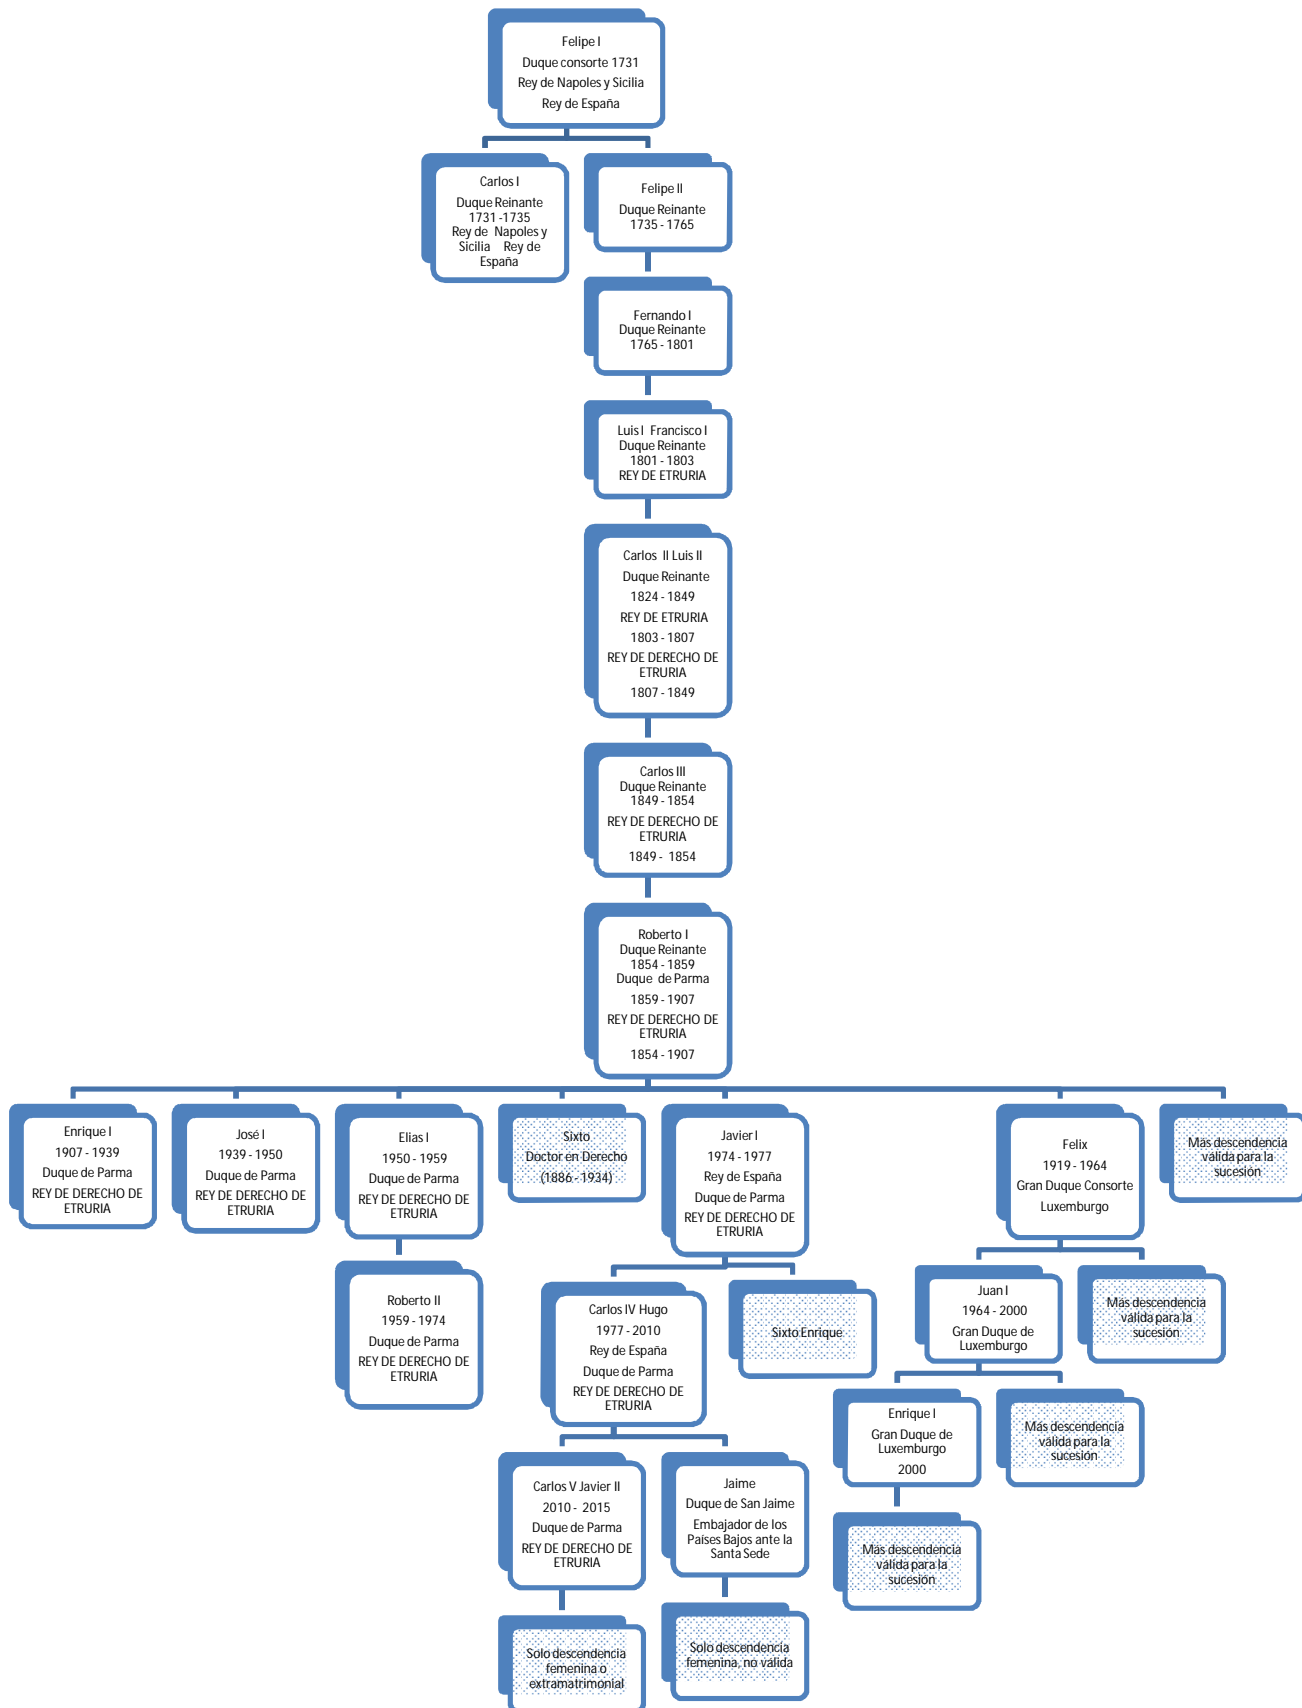 Felipe I
Duque consorte 1731
Rey de Napoles y Sicilia
Rey de España
Carlos I
Duque Reinante
1731 -1735
Rey de Napoles y
Sicilia Rey de
España
Felipe II
Duque Reinante
1735 - 1765
Fernando I
Duque Reinante
1765 - 1801
Luis I Francisco I
Duque Reinante
1801 - 1803
REY DE ETRURIA
Carlos II Luis II
Duque Reinante
1824 - 1849
REY DE ETRURIA
1803 - 1807
REY DE DERECHO DE
ETRURIA
1807 - 1849
Carlos III
Duque Reinante
1849 - 1854
REY DE DERECHO DE
ETRURIA
1849 - 1854
Roberto I
Duque Reinante
1854 - 1859
Duque de Parma
1859 - 1907
REY DE DERECHO DE
ETRURIA
1854 - 1907
Enrique I
1907 - 1939
Duque de Parma
REY DE DERECHO DE
ETRURIA
José I
1939 - 1950
Duque de Parma
REY DE DERECHO DE
ETRURIA
Elias I
1950 - 1959
Duque de Parma
REY DE DERECHO DE
ETRURIA
Sixto
Doctor en Derecho
(1886 - 1934)
Javier I
1974 - 1977
Rey de España
Duque de Parma
REY DE DERECHO DE
ETRURIA
Felix
1919 - 1964
Gran Duque Consorte
Luxemburgo
Más descendencia
válida para la
sucesión
Roberto II
1959 - 1974
Duque de Parma
REY DE DERECHO DE
ETRURIA
Carlos IV Hugo
1977 - 2010
Rey de España
Duque de Parma
REY DE DERECHO DE
ETRURIA
Sixto Enrique
Juan I
1964 - 2000
Gran Duque de
Luxemburgo
Más descendencia
válida para la
sucesión
Carlos V Javier II
2010 - 2015
Duque de Parma
REY DE DERECHO DE
ETRURIA
Jaime
Duque de San Jaime
Embajador de los
Países Bajos ante la
Santa Sede
Enrique I
Gran Duque de
Luxemburgo
2000
Más descendencia
válida para la
sucesión
Solo descendencia
femenina o
extramatrimonial
Solo descendencia
femenina, no válida
Más descendencia
válida para la
sucesión